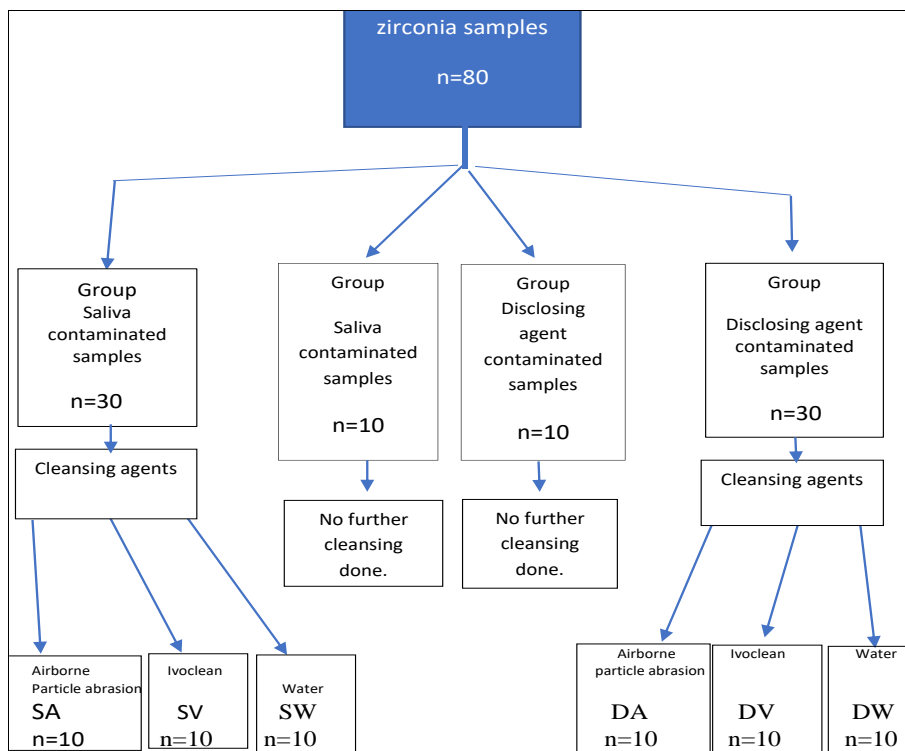 zirconia samples
n=80
Group
Saliva
contaminated
samples
n=30
Group
Saliva
contaminated
samples
n=10
Group
Disclosing
agent
contaminated
samples
n=10
Group
Disclosing agent
contaminated
samples
n=30
Cleansing agents
No further
cleansing
done.
No further
cleansing
done.
Cleansing agents
Airborne
Particle abrasion
SA
n=10
Ivoclean
SV
n=10
Water
SW
n=10
Airborne
particle abrasion
DA
n=10
Ivoclean
DV
n=10
Water
DW
n=10